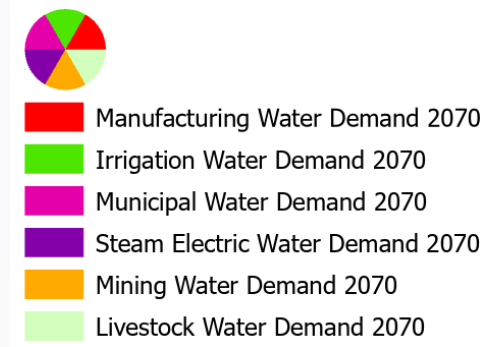 Manufacturing Water Demand 2070
Irrigation Water Demand 2070
Municipal Water Demand 2070
Steam Electric Water Demand 2070
Mining Water Demand 2070
Livestock Water Demand 2070